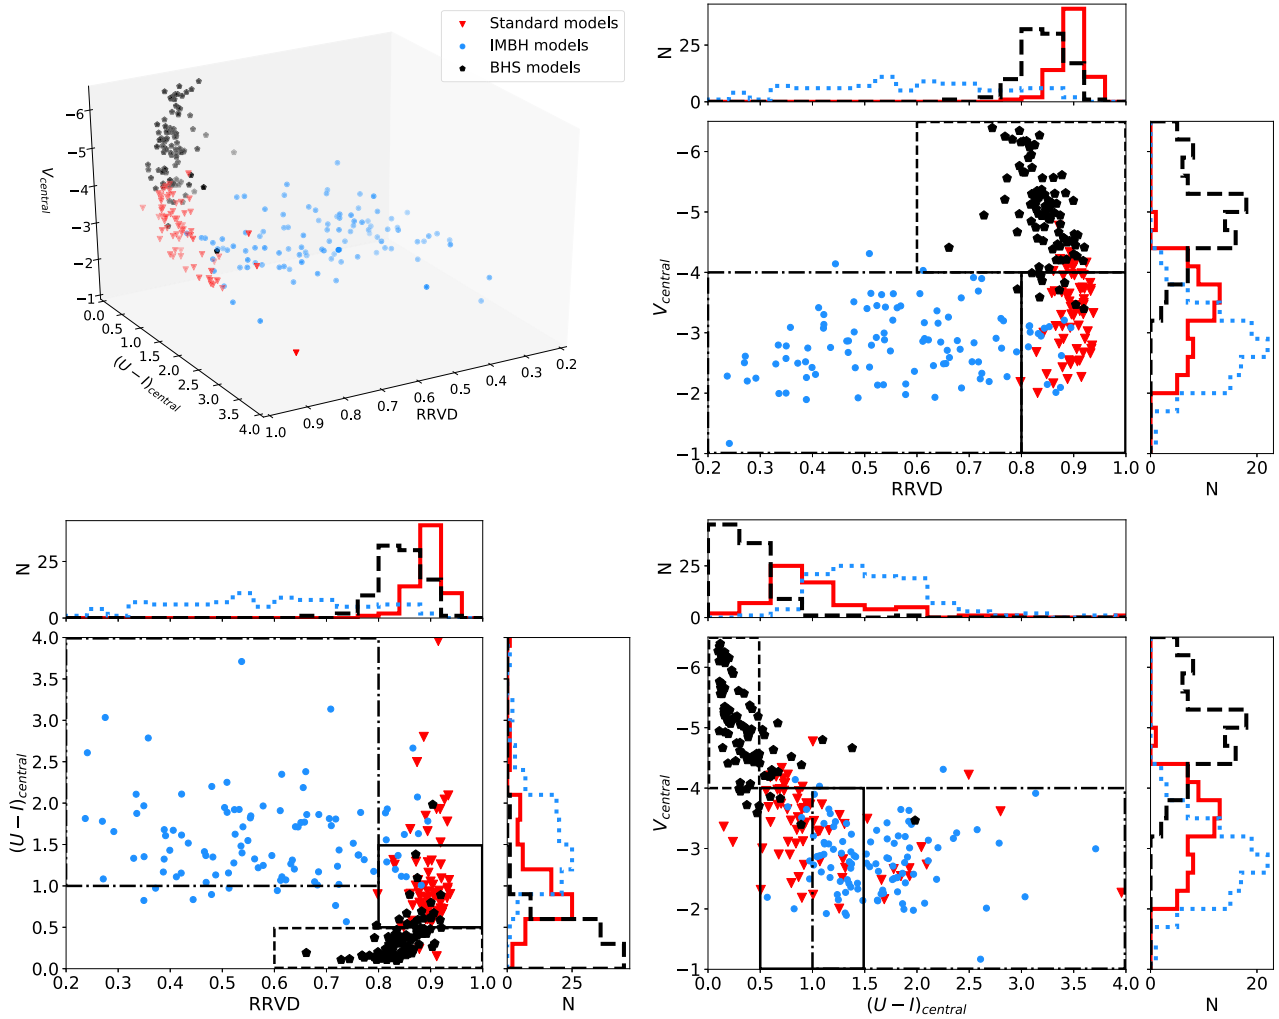 Standard models
IMBH models
BHS models
−6
−5
−4
−3
−2
−1
V_central
0.0
0.5
1.0
1.5
2.0
2.5
3.0
3.5
4.0
(U − I)_central
1.0
0.9
0.8
0.7
0.6
0.5
0.4
0.3
0.2
RRVD
N
25
0
V_central
−6
−5
−4
−3
−2
−1
0.2 0.3 0.4 0.5 0.6 0.7 0.8 0.9 1.0
RRVD
0 20
N
N
25
0
(U − I)_central
4.0
3.5
3.0
2.5
2.0
1.5
1.0
0.5
0.0
0.2 0.3 0.4 0.5 0.6 0.7 0.8 0.9 1.0
RRVD
0 25
N
N
25
0
V_central
−6
−5
−4
−3
−2
−1
0.0 0.5 1.0 1.5 2.0 2.5 3.0 3.5 4.0
(U − I)_central
0 20
N